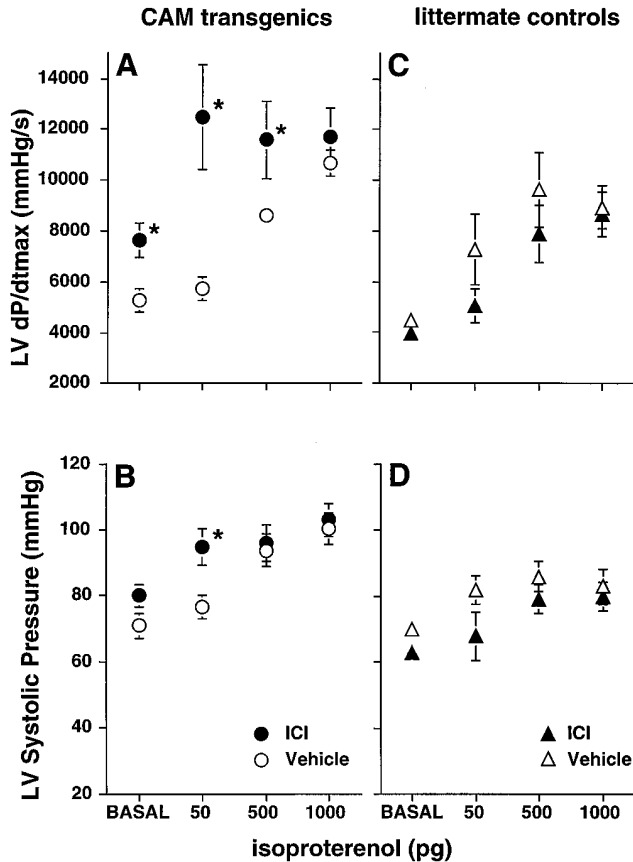 CAM transgenics
littermate controls
A
C
LV dP/dtmax (mmHg/s)
14000
12000
10000
8000
6000
4000
2000
*
*
*
B
D
LV Systolic Pressure (mmHg)
120
100
80
60
40
20
*
ICI
Vehicle
ICI
Vehicle
BASAL 50 500 1000
BASAL 50 500 1000
isoproterenol (pg)